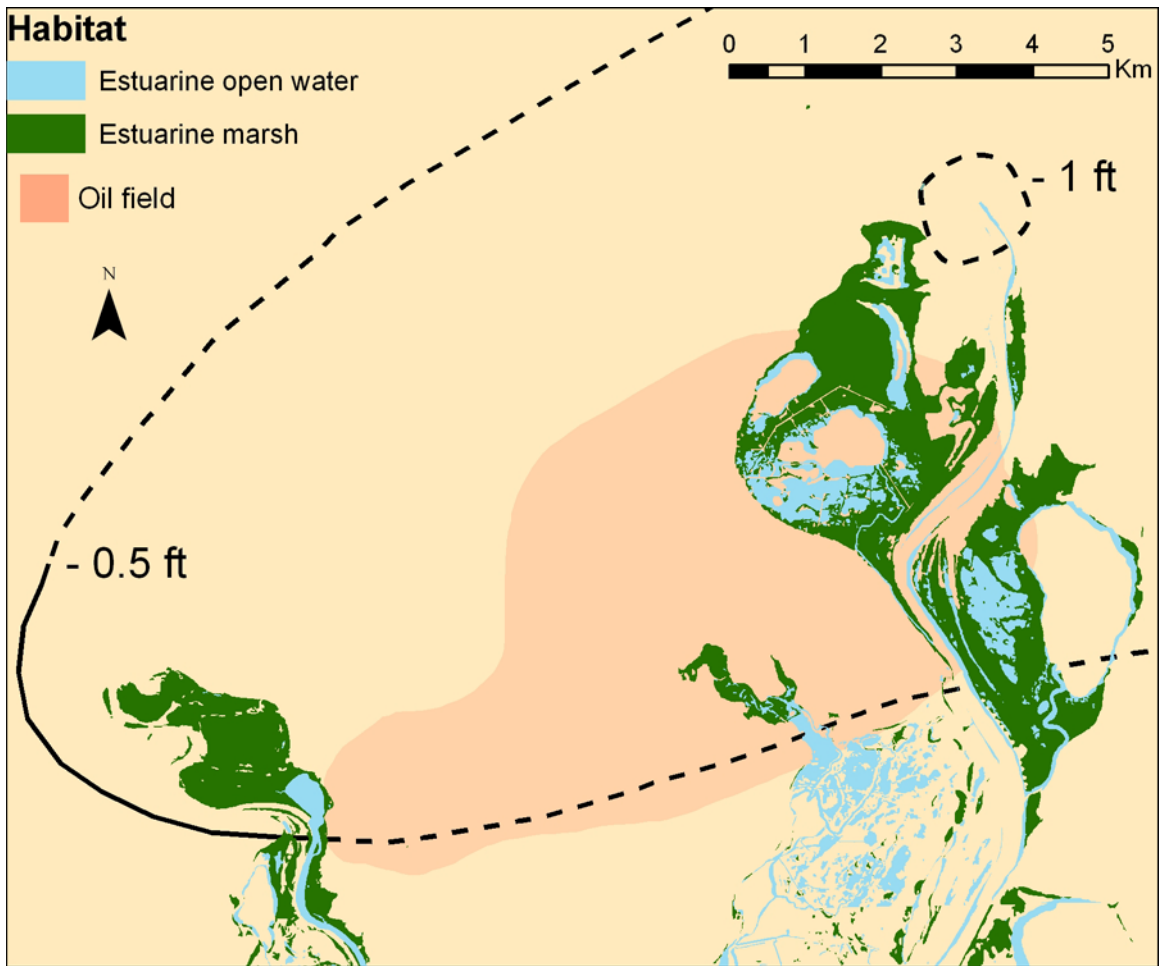 Habitat
Estuarine open water
Estuarine marsh
Oil field
0 1 2 3 4 5
Km
N
- 1 ft
- 0.5 ft